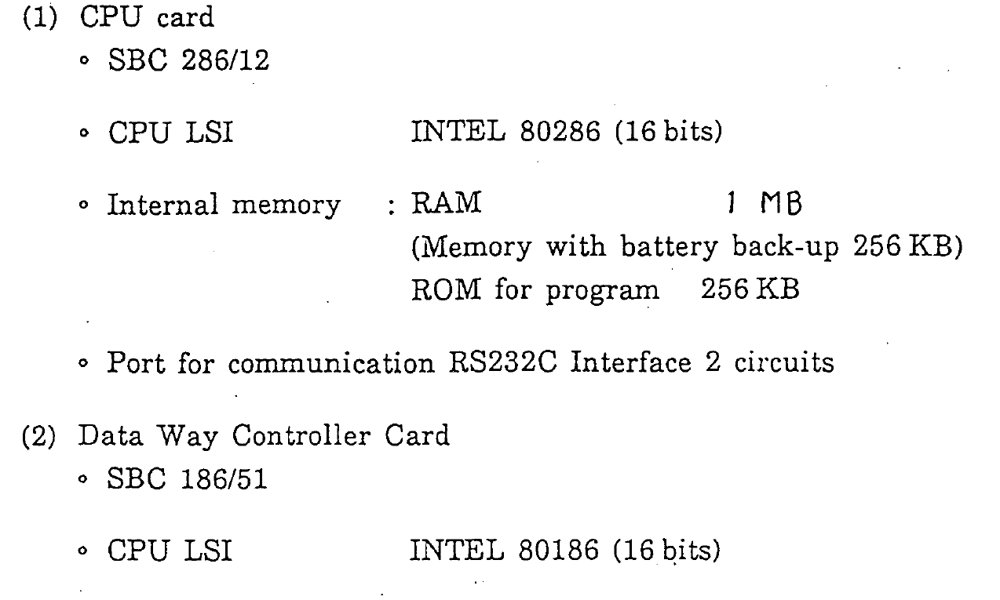 (1) CPU card
∘ SBC 286/12
∘ CPU LSI INTEL 80286 (16 bits)
∘ Internal memory : RAM 1 MB
(Memory with battery back-up 256 KB)
ROM for program 256 KB
∘ Port for communication RS232C Interface 2 circuits
(2) Data Way Controller Card
∘ SBC 186/51
∘ CPU LSI INTEL 80186 (16 bits)